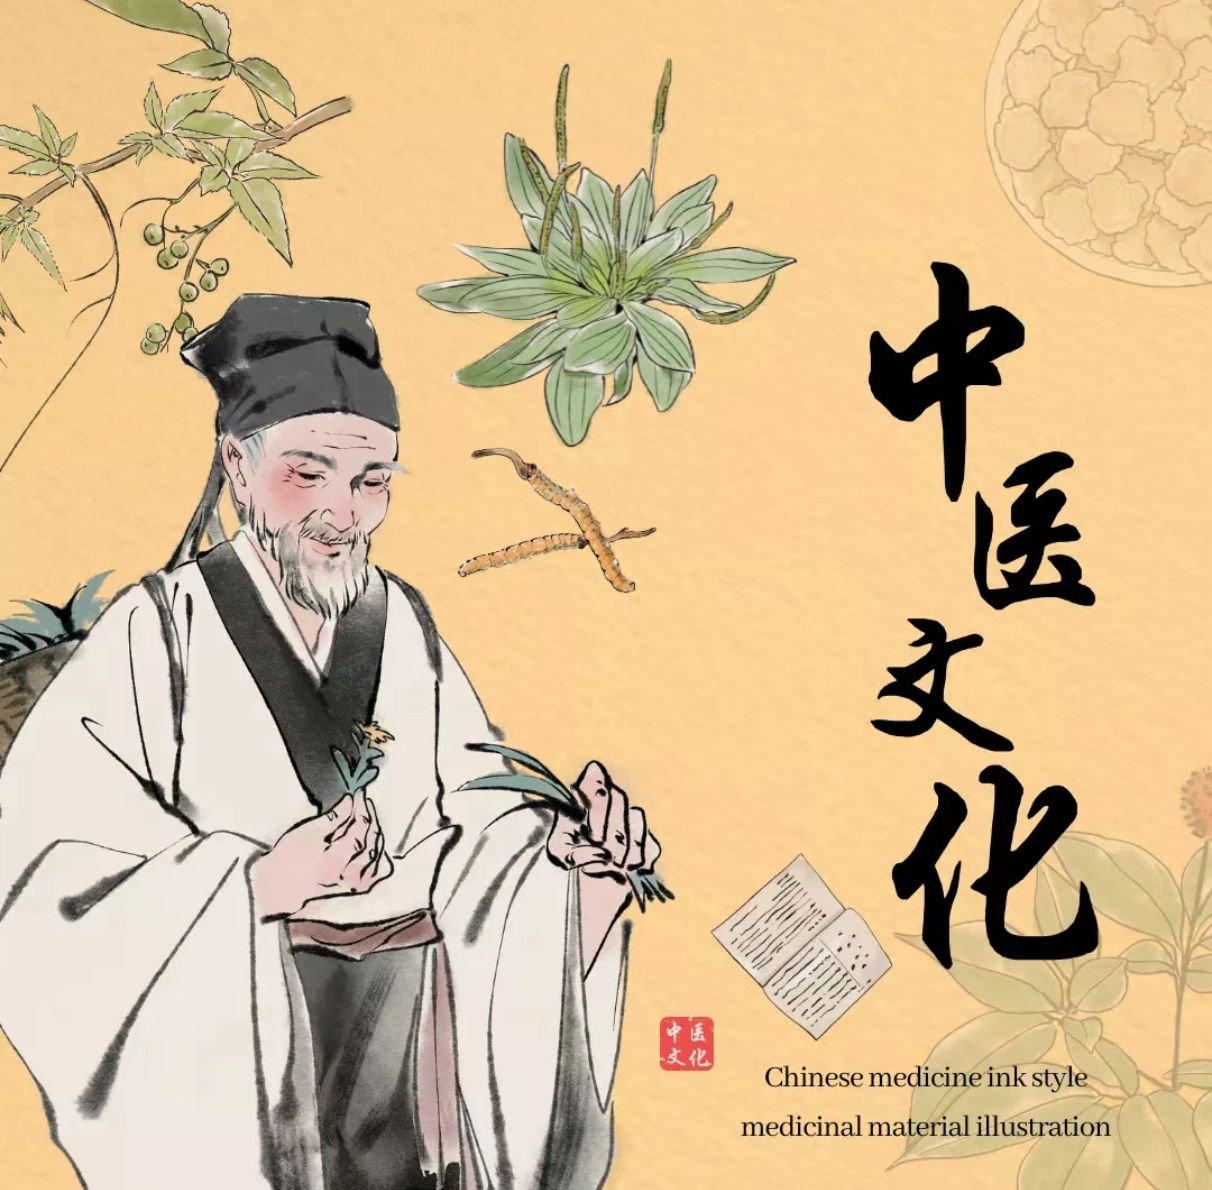 中医文化
中医
文化
Chinese medicine ink style
medicinal material illustration